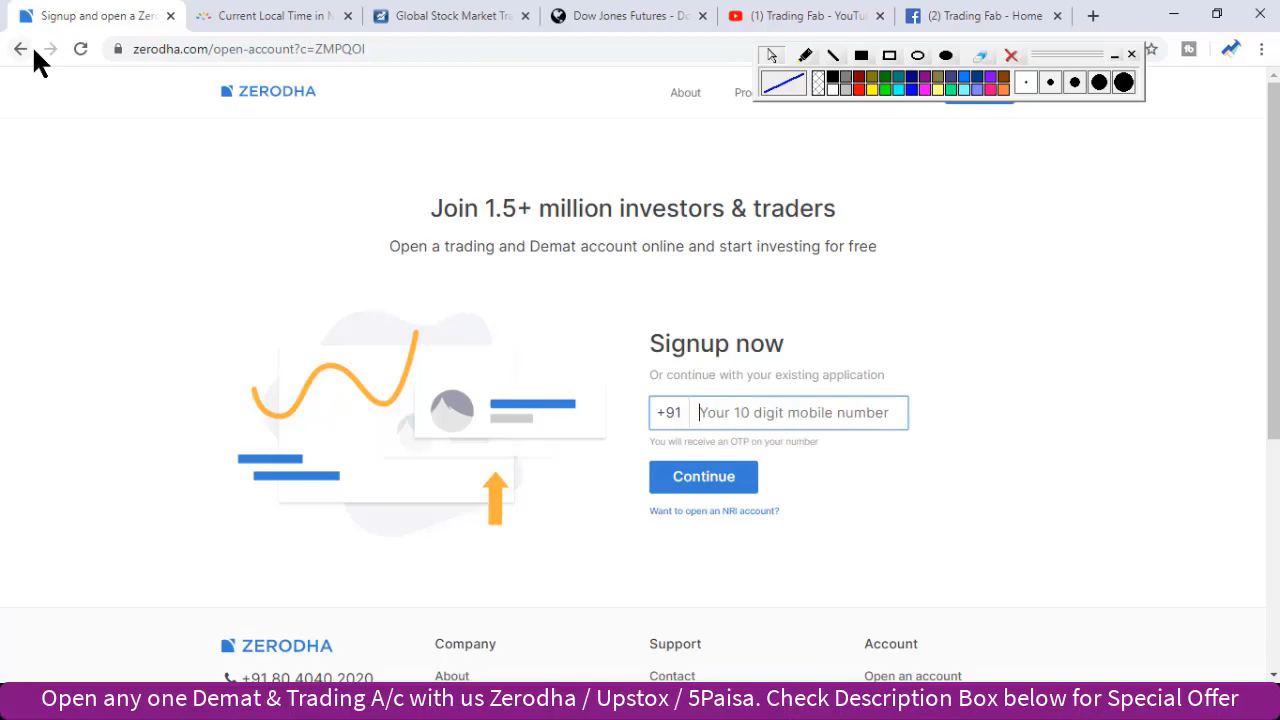 Signup and open a Zer
Current Local Time in N
Global Stock Market Tra
Dow Jones Futures - Do
(1) Trading Fab - YouTu
(2) Trading Fab - Home
zerodha.com/open-account?c=ZMPQOI
ZERODHA
About
Pro
Join 1.5+ million investors & traders
Open a trading and Demat account online and start investing for free
Signup now
Or continue with your existing application
+91 Your 10 digit mobile number
You will receive an OTP on your number
Continue
Want to open an NRI account?
ZERODHA
Company
Support
Account
+91 80 4040 2020
About
Contact
Open an account
Open any one Demat & Trading A/c with us Zerodha / Upstox / 5Paisa. Check Description Box below for Special Offer